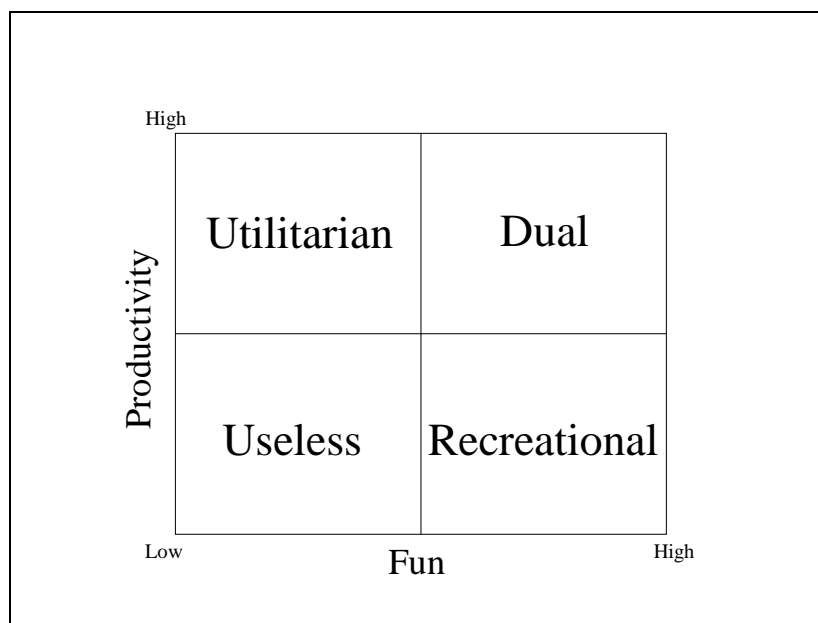 High
Utilitarian
Dual
Productivity
Useless
Recreational
Low
Fun
High